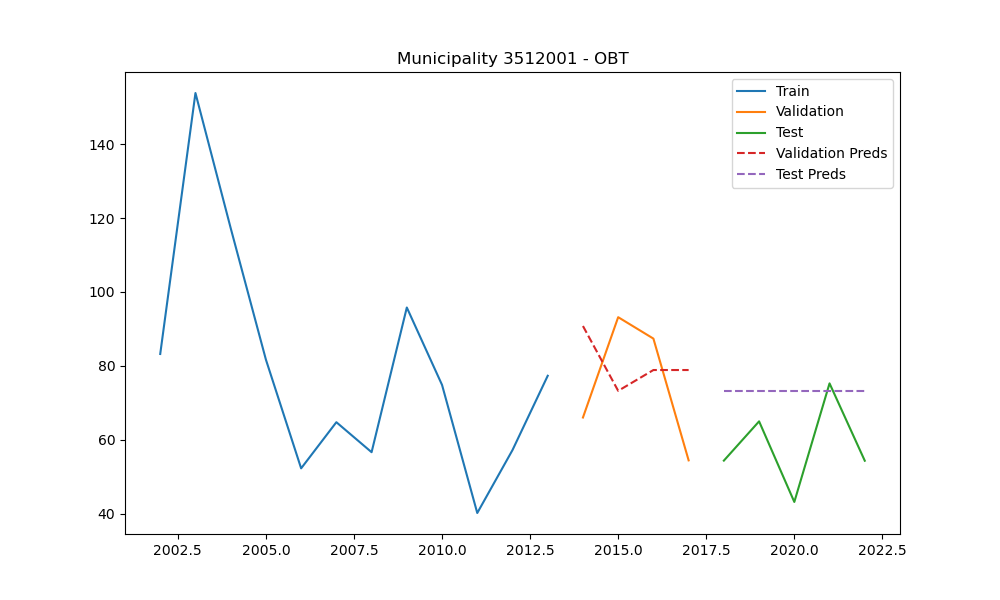 Municipality 3512001 - OBT
Train
Validation
Test
Validation Preds
Test Preds
140
120
100
80
60
40
2002.5 2005.0 2007.5 2010.0 2012.5 2015.0 2017.5 2020.0 2022.5